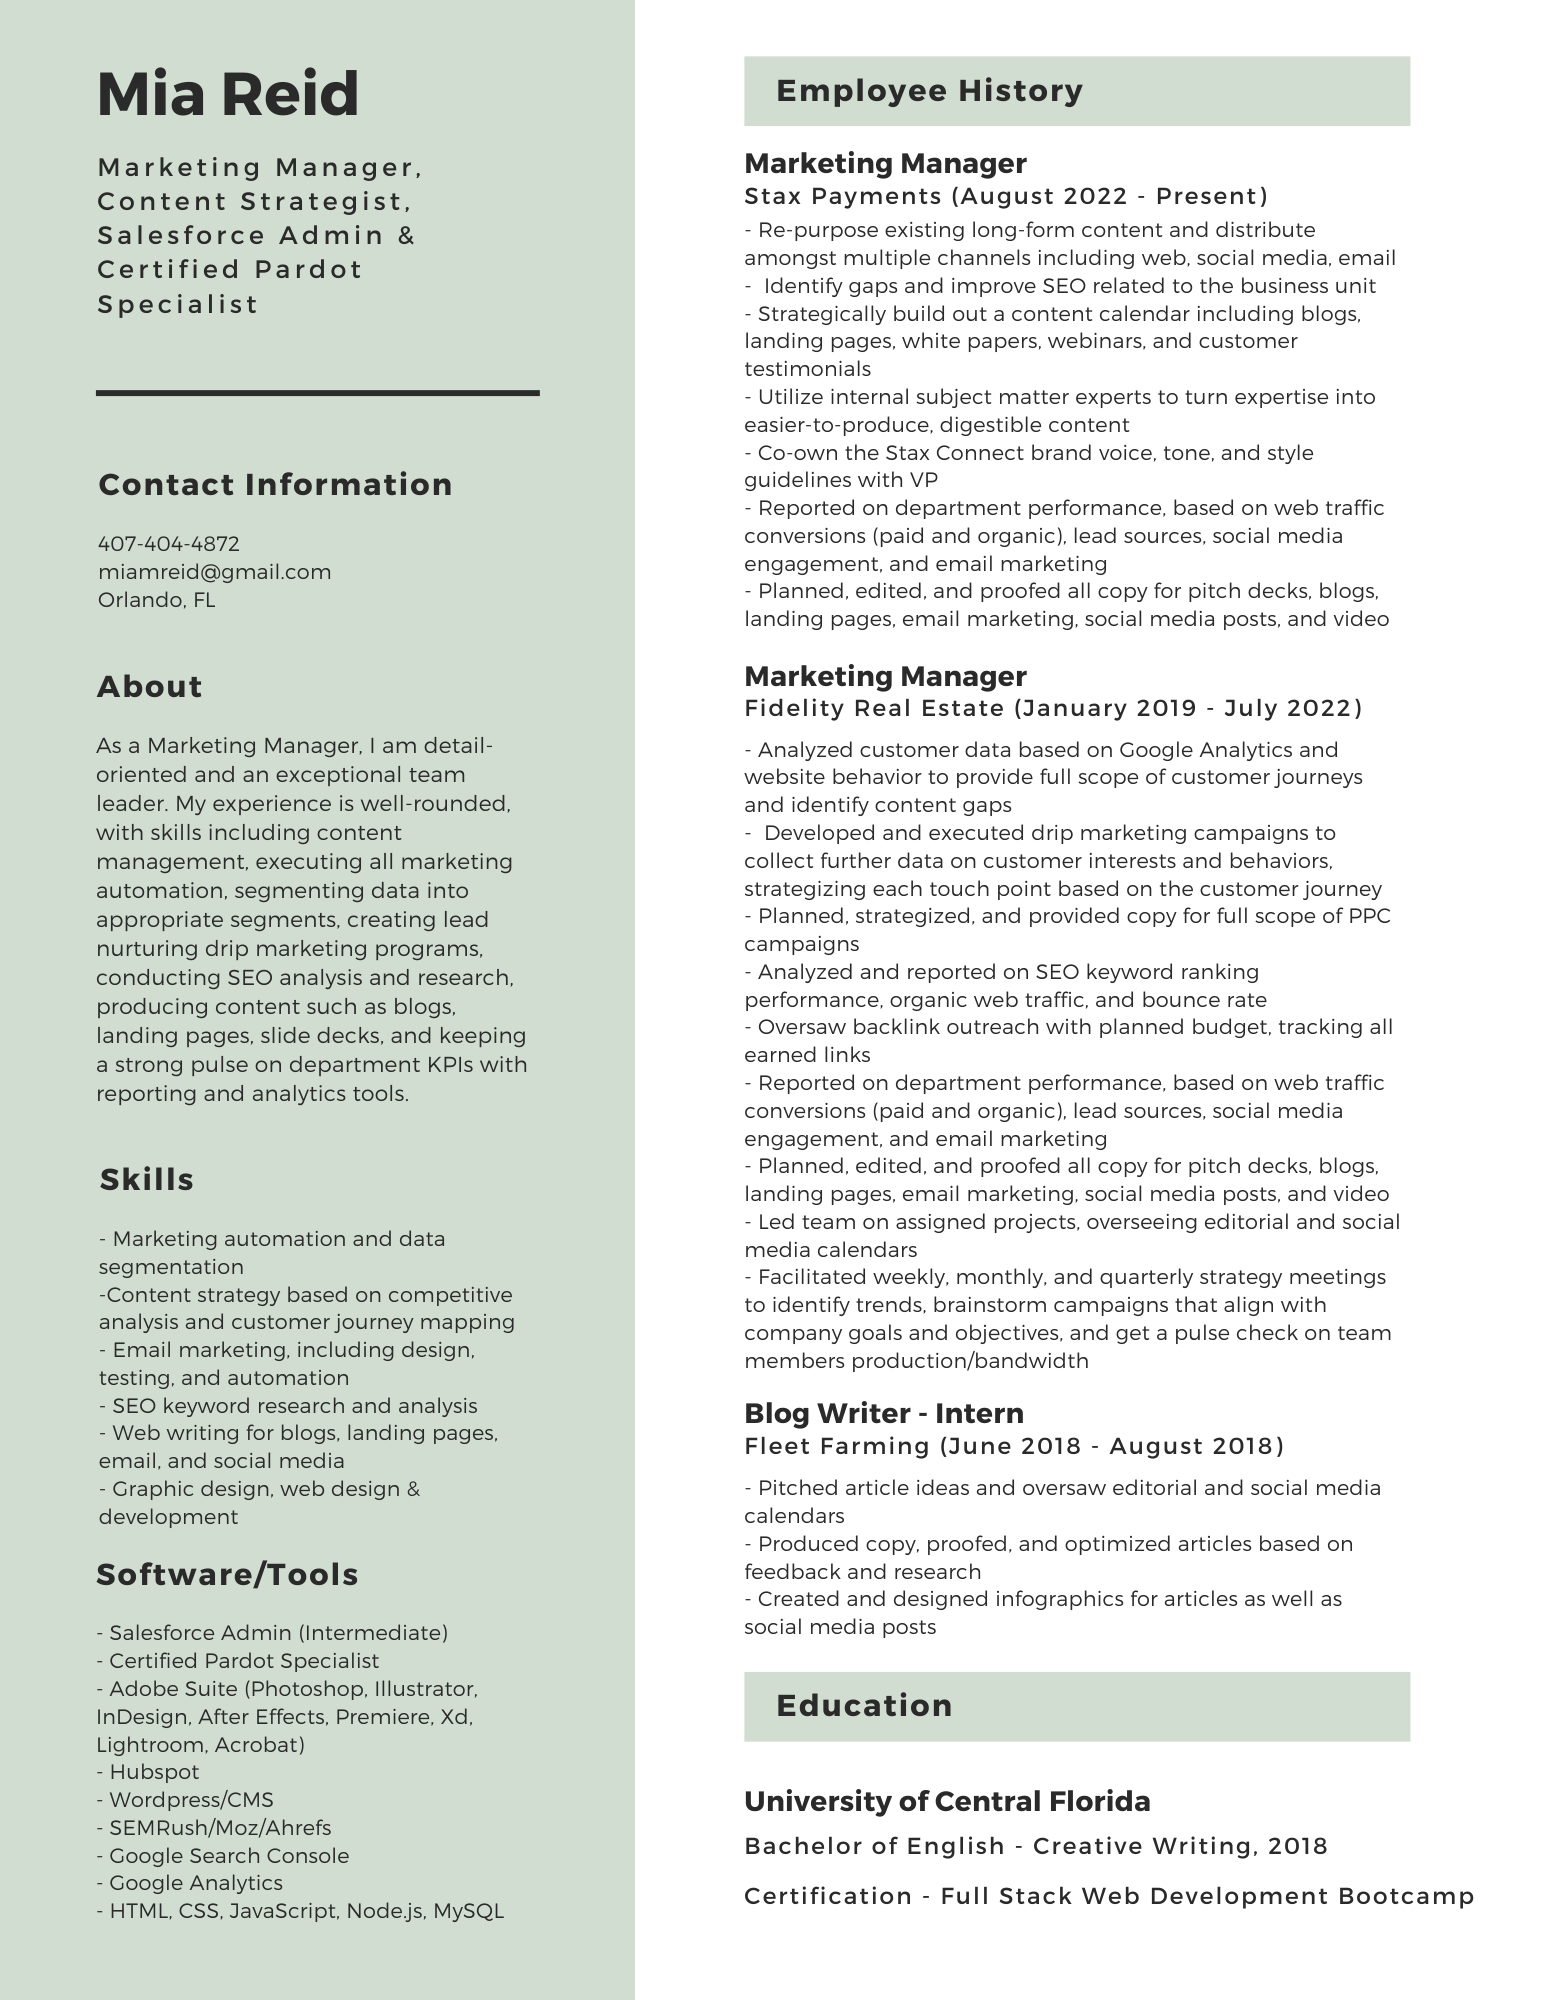 Mia Reid
Marketing Manager,
Content Strategist,
Salesforce Admin &
Certified Pardot
Specialist
Contact Information
407-404-4872
miamreid@gmail.com
Orlando, FL
About
As a Marketing Manager, I am detail-
oriented and an exceptional team
leader. My experience is well-rounded,
with skills including content
management, executing all marketing
automation, segmenting data into
appropriate segments, creating lead
nurturing drip marketing programs,
conducting SEO analysis and research,
producing content such as blogs,
landing pages, slide decks, and keeping
a strong pulse on department KPIs with
reporting and analytics tools.
Skills
- Marketing automation and data
segmentation
-Content strategy based on competitive
analysis and customer journey mapping
- Email marketing, including design,
testing, and automation
- SEO keyword research and analysis
- Web writing for blogs, landing pages,
email, and social media
- Graphic design, web design &
development
Software/Tools
- Salesforce Admin (Intermediate)
- Certified Pardot Specialist
- Adobe Suite (Photoshop, Illustrator,
InDesign, After Effects, Premiere, Xd,
Lightroom, Acrobat)
- Hubspot
- Wordpress/CMS
- SEMRush/Moz/Ahrefs
- Google Search Console
- Google Analytics
- HTML, CSS, JavaScript, Node.js, MySQL
Employee History
Marketing Manager
Stax Payments (August 2022 - Present)
- Re-purpose existing long-form content and distribute
amongst multiple channels including web, social media, email
-  Identify gaps and improve SEO related to the business unit
- Strategically build out a content calendar including blogs,
landing pages, white papers, webinars, and customer
testimonials
- Utilize internal subject matter experts to turn expertise into
easier-to-produce, digestible content
- Co-own the Stax Connect brand voice, tone, and style
guidelines with VP
- Reported on department performance, based on web traffic
conversions (paid and organic), lead sources, social media
engagement, and email marketing
- Planned, edited, and proofed all copy for pitch decks, blogs,
landing pages, email marketing, social media posts, and video
Marketing Manager
Fidelity Real Estate (January 2019 - July 2022)
- Analyzed customer data based on Google Analytics and
website behavior to provide full scope of customer journeys
and identify content gaps
-  Developed and executed drip marketing campaigns to
collect further data on customer interests and behaviors,
strategizing each touch point based on the customer journey
- Planned, strategized, and provided copy for full scope of PPC
campaigns
- Analyzed and reported on SEO keyword ranking
performance, organic web traffic, and bounce rate
- Oversaw backlink outreach with planned budget, tracking all
earned links
- Reported on department performance, based on web traffic
conversions (paid and organic), lead sources, social media
engagement, and email marketing
- Planned, edited, and proofed all copy for pitch decks, blogs,
landing pages, email marketing, social media posts, and video
- Led team on assigned projects, overseeing editorial and social
media calendars
- Facilitated weekly, monthly, and quarterly strategy meetings
to identify trends, brainstorm campaigns that align with
company goals and objectives, and get a pulse check on team
members production/bandwidth
Blog Writer - Intern
Fleet Farming (June 2018 - August 2018)
- Pitched article ideas and oversaw editorial and social media
calendars
- Produced copy, proofed, and optimized articles based on
feedback and research
- Created and designed infographics for articles as well as
social media posts
Education
University of Central Florida
Bachelor of English - Creative Writing, 2018
Certification - Full Stack Web Development Bootcamp